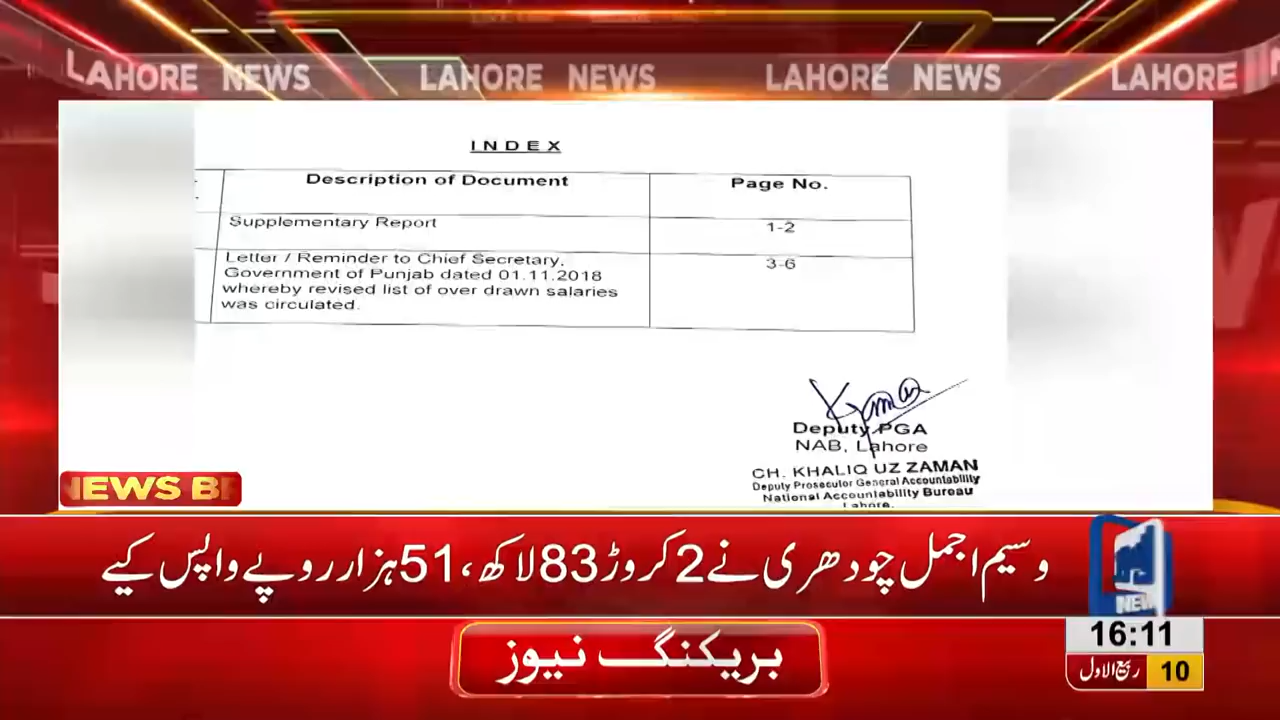 LAHORE NEWS LAHORE NEWS LAHORE NEWS LAHORE
INDEX
Description of Document Page No.
Supplementary Report 1-2
Letter / Reminder to Chief Secretary, 3-6
Government of Punjab dated 01.11.2018
whereby revised list of over drawn salaries
was circulated.
Deputy PGA
NAB, Lahore
CH. KHALIQ UZ ZAMAN
Deputy Prosecutor General Accountability
National Accountability Bureau
Lahore.
NEWS BR
وسیم اجمل چودھری نے 2 کروڑ 83 لاکھ، 51 ہزار روپے واپس کیے
NEWS
16:11
بریکنگ نیوز
10 ربیع الاول